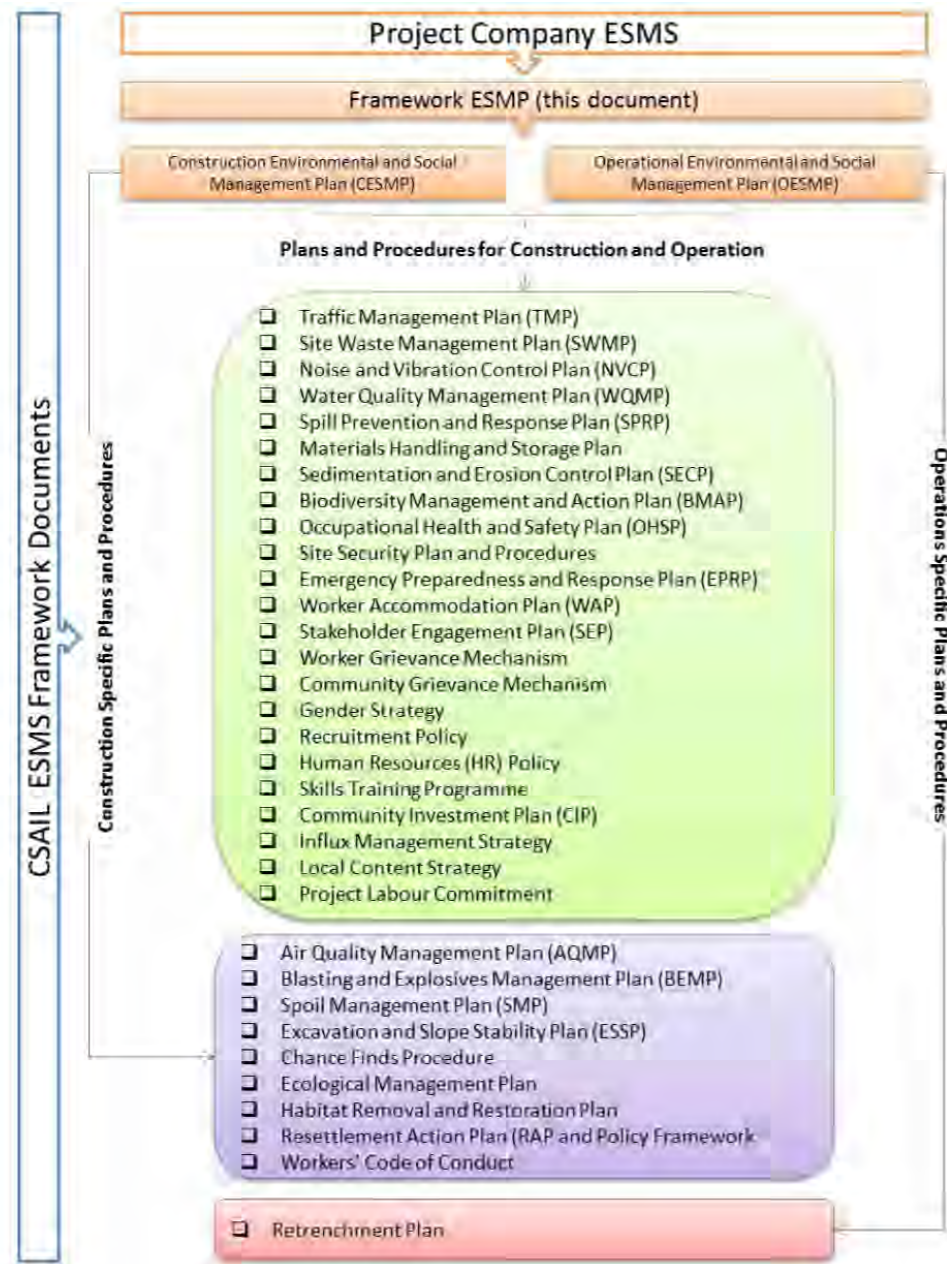 Project Company ESMS
Framework ESMP (this document)
Construction Environmental and Social
Management Plan (CESMP)
Operational Environmental and Social
Management Plan (OESMP)
Plans and Procedures for Construction and Operation
CSAIL ESMS Framework Documents
Construction Specific Plans and Procedures
Operations Specific Plans and Procedures
Traffic Management Plan (TMP)
Site Waste Management Plan (SWMP)
Noise and Vibration Control Plan (NVCP)
Water Quality Management Plan (WQMP)
Spill Prevention and Response Plan (SPRP)
Materials Handling and Storage Plan
Sedimentation and Erosion Control Plan (SECP)
Biodiversity Management and Action Plan (BMAP)
Occupational Health and Safety Plan (OHSP)
Site Security Plan and Procedures
Emergency Preparedness and Response Plan (EPRP)
Worker Accommodation Plan (WAP)
Stakeholder Engagement Plan (SEP)
Worker Grievance Mechanism
Community Grievance Mechanism
Gender Strategy
Recruitment Policy
Human Resources (HR) Policy
Skills Training Programme
Community Investment Plan (CIP)
Influx Management Strategy
Local Content Strategy
Project Labour Commitment
Air Quality Management Plan (AQMP)
Blasting and Explosives Management Plan (BEMP)
Spoil Management Plan (SMP)
Excavation and Slope Stability Plan (ESSP)
Chance Finds Procedure
Ecological Management Plan
Habitat Removal and Restoration Plan
Resettlement Action Plan (RAP and Policy Framework
Workers' Code of Conduct
Retrenchment Plan